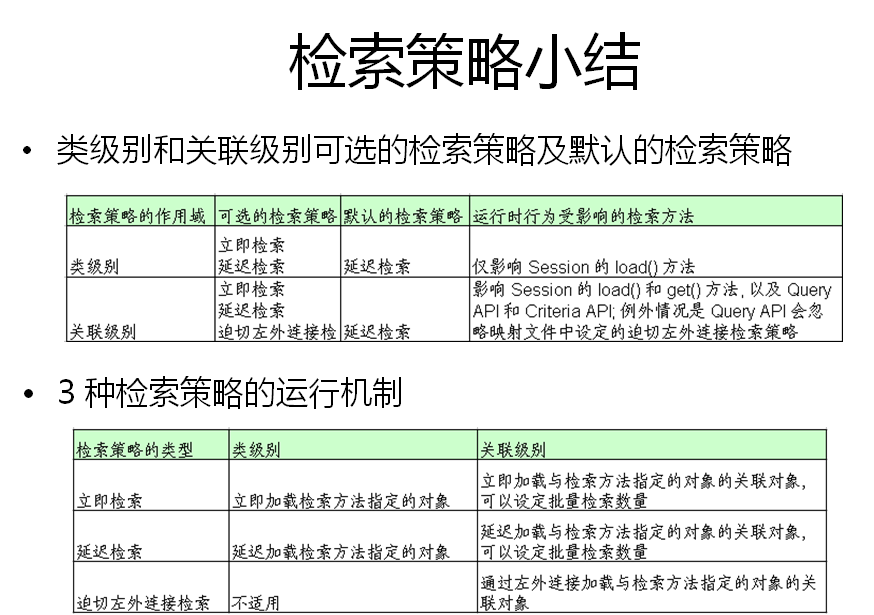 检索策略小结
• 类级别和关联级别可选的检索策略及默认的检索策略
检索策略的作用域 可选的检索策略 默认的检索策略 运行时行为受影响的检索方法
立即检索
类级别 延迟检索 延迟检索 仅影响 Session 的 load() 方法
立即检索 影响 Session 的 load() 和 get() 方法, 以及 Query
延迟检索 API 和 Criteria API; 例外情况是 Query API 会忽
关联级别 迫切左外连接检 延迟检索 略映射文件中设定的迫切左外连接检索策略
• 3 种检索策略的运行机制
检索策略的类型 类级别 关联级别
立即加载与检索方法指定的对象的关联对象,
立即检索 立即加载检索方法指定的对象 可以设定批量检索数量
延迟加载与检索方法指定的对象的关联对象,
延迟检索 延迟加载检索方法指定的对象 可以设定批量检索数量
通过左外连接加载与检索方法指定的对象的关
迫切左外连接检索 不适用 联对象